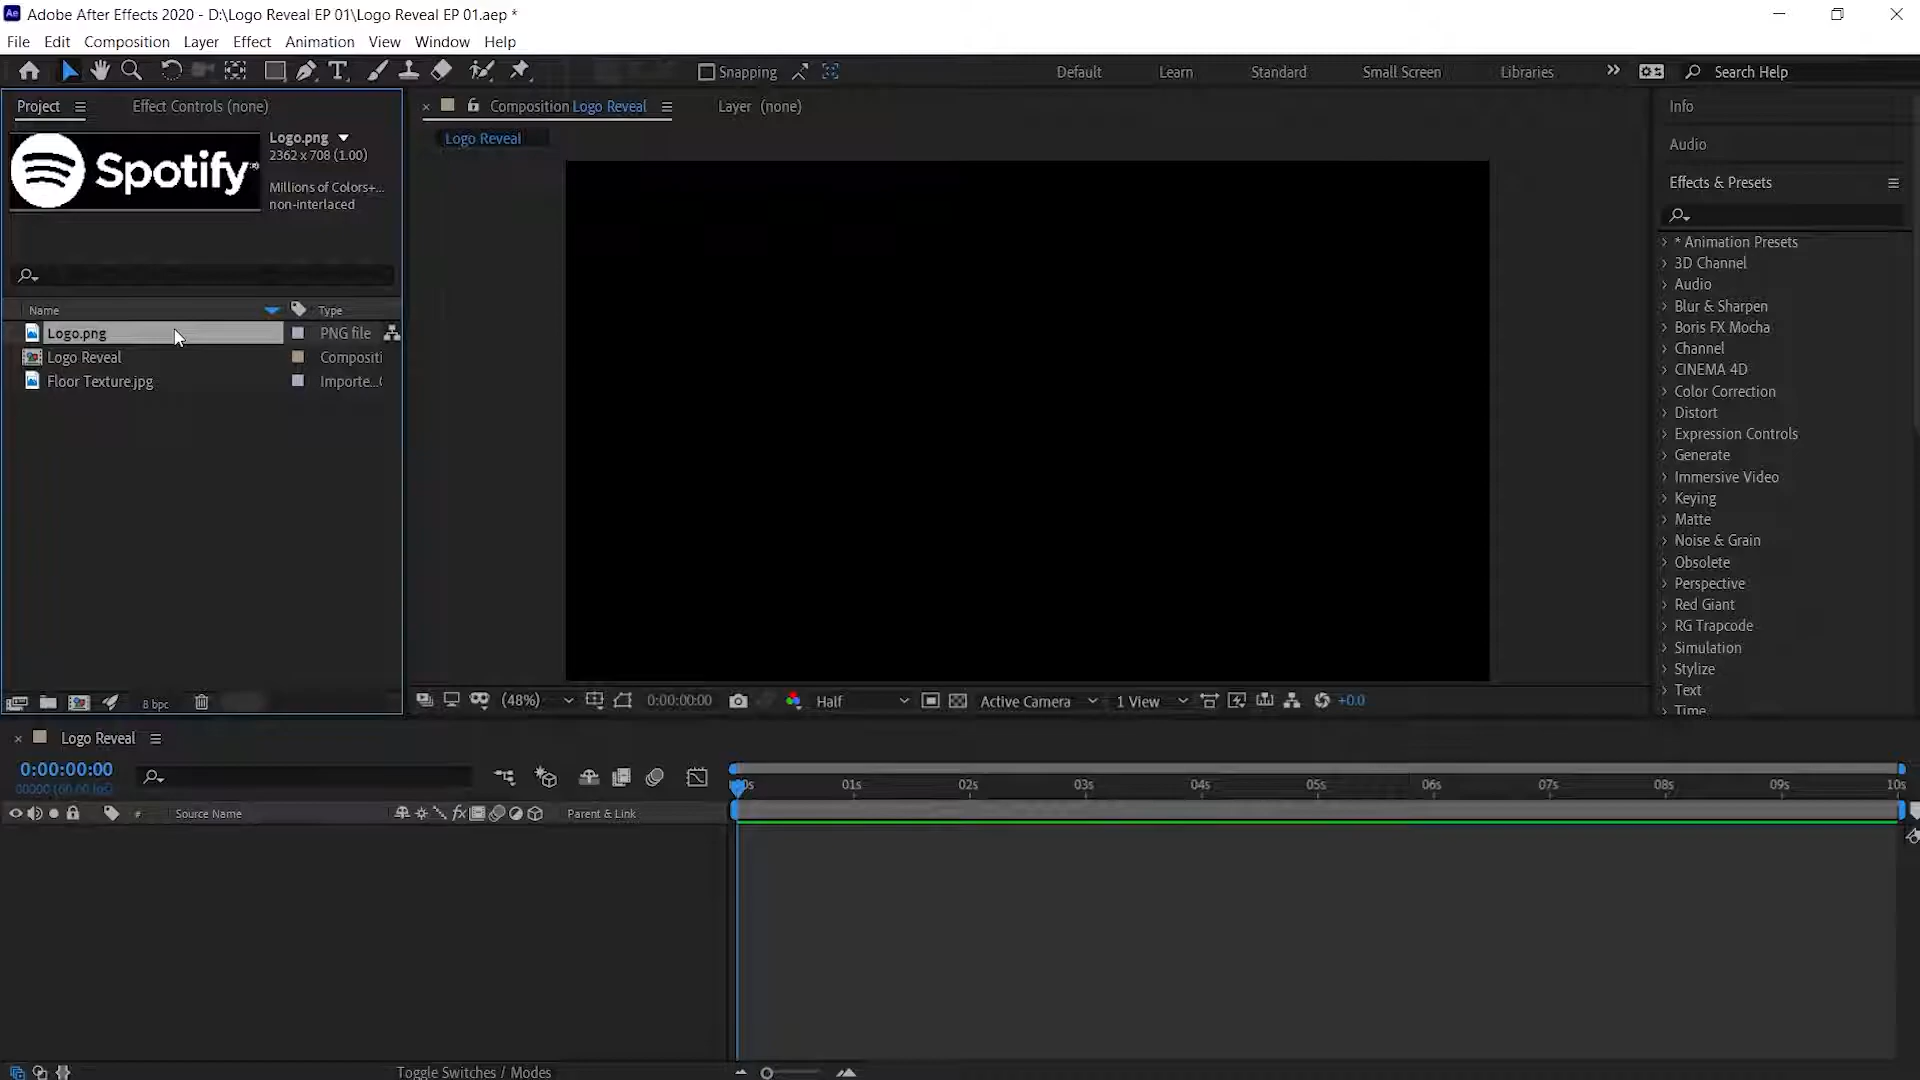 Adobe After Effects 2020 - D:\Logo Reveal EP 01\Logo Reveal EP 01.aep *
File Edit Composition Layer Effect Animation View Window Help
Snapping Default Learn Standard Small Screen Libraries Search Help
Project Effect Controls (none)
Composition Logo Reveal Layer (none)
Logo Reveal
Spotify
Logo.png
2362 x 708 (1.00)
Millions of Colors+...
non-interlaced
Name Type
Logo.png PNG file
Logo Reveal Compositi
Floor Texture.jpg Importe...
8 bpc
(48%) 0:00:00:00 Half Active Camera 1 View +0.0
Info
Audio
Effects & Presets
* Animation Presets
3D Channel
Audio
Blur & Sharpen
Boris FX Mocha
Channel
CINEMA 4D
Color Correction
Distort
Expression Controls
Generate
Immersive Video
Keying
Matte
Noise & Grain
Obsolete
Perspective
Red Giant
RG Trapcode
Simulation
Stylize
Text
Time
Logo Reveal
0:00:00:00
00000 (60.00 fps)
# Source Name Parent & Link
01s 02s 03s 04s 05s 06s 07s 08s 09s 10s
Toggle Switches / Modes